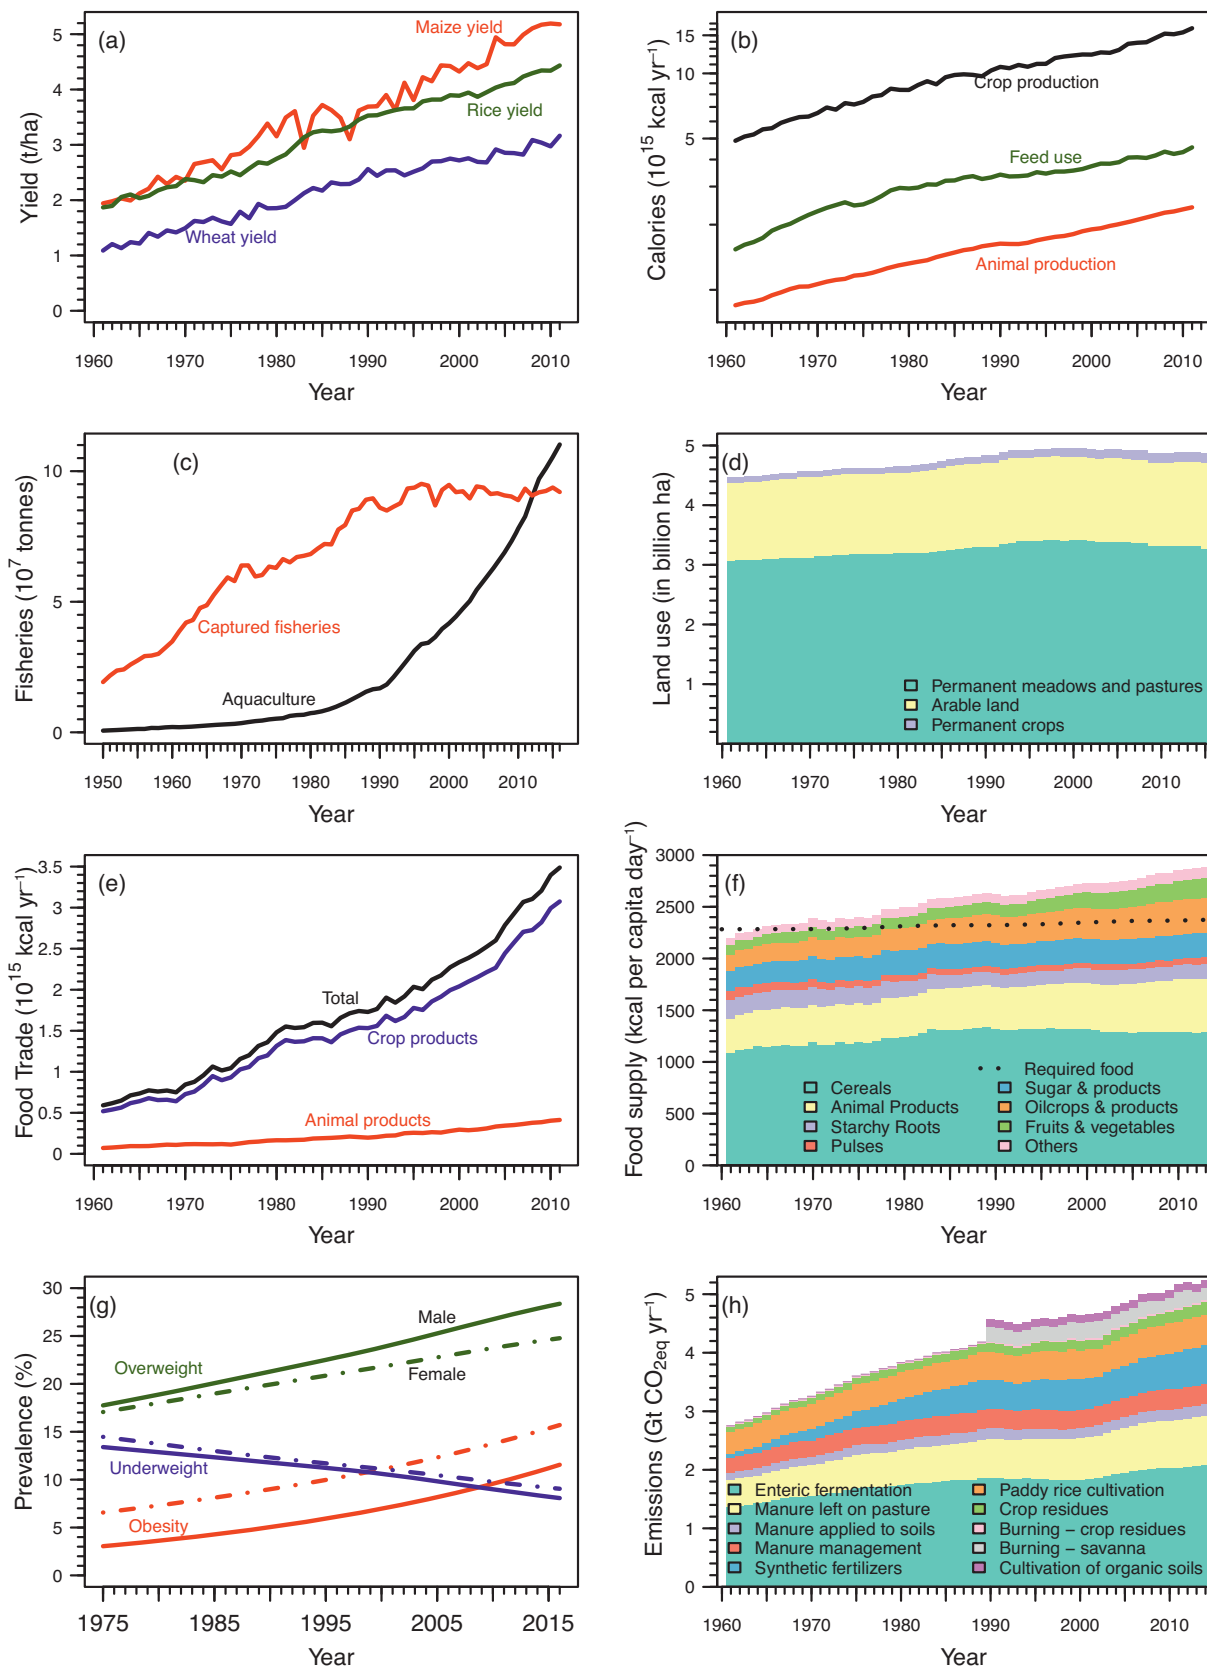 (a)
Maize yield
Rice yield
Wheat yield
Yield (t/ha)
0
1
2
3
4
5
1960
1970
1980
1990
2000
2010
Year
(b)
Crop production
Feed use
Animal production
Calories (10¹⁵ kcal yr⁻¹)
5
10
15
1960
1970
1980
1990
2000
2010
Year
(c)
Captured fisheries
Aquaculture
Fisheries (10⁷ tonnes)
0
5
10
1950
1960
1970
1980
1990
2000
2010
Year
(d)
Land use (in billion ha)
1
2
3
4
5
Permanent meadows and pastures
Arable land
Permanent crops
1960
1970
1980
1990
2000
2010
Year
(e)
Total
Crop products
Animal products
Food Trade (10¹⁵ kcal yr⁻¹)
0
0.5
1
1.5
2
2.5
3
3.5
1960
1970
1980
1990
2000
2010
Year
(f)
Food supply (kcal per capita day⁻¹)
0
500
1000
1500
2000
2500
3000
Required food
Cereals
Animal Products
Starchy Roots
Pulses
Sugar & products
Oilcrops & products
Fruits & vegetables
Others
1960
1970
1980
1990
2000
2010
Year
(g)
Male
Female
Overweight
Underweight
Obesity
Prevalence (%)
0
5
10
15
20
25
30
1975
1985
1995
2005
2015
Year
(h)
Emissions (Gt CO₂eq yr⁻¹)
0
1
2
3
4
5
Enteric fermentation
Manure left on pasture
Manure applied to soils
Manure management
Synthetic fertilizers
Paddy rice cultivation
Crop residues
Burning – crop residues
Burning – savanna
Cultivation of organic soils
1960
1970
1980
1990
2000
2010
Year